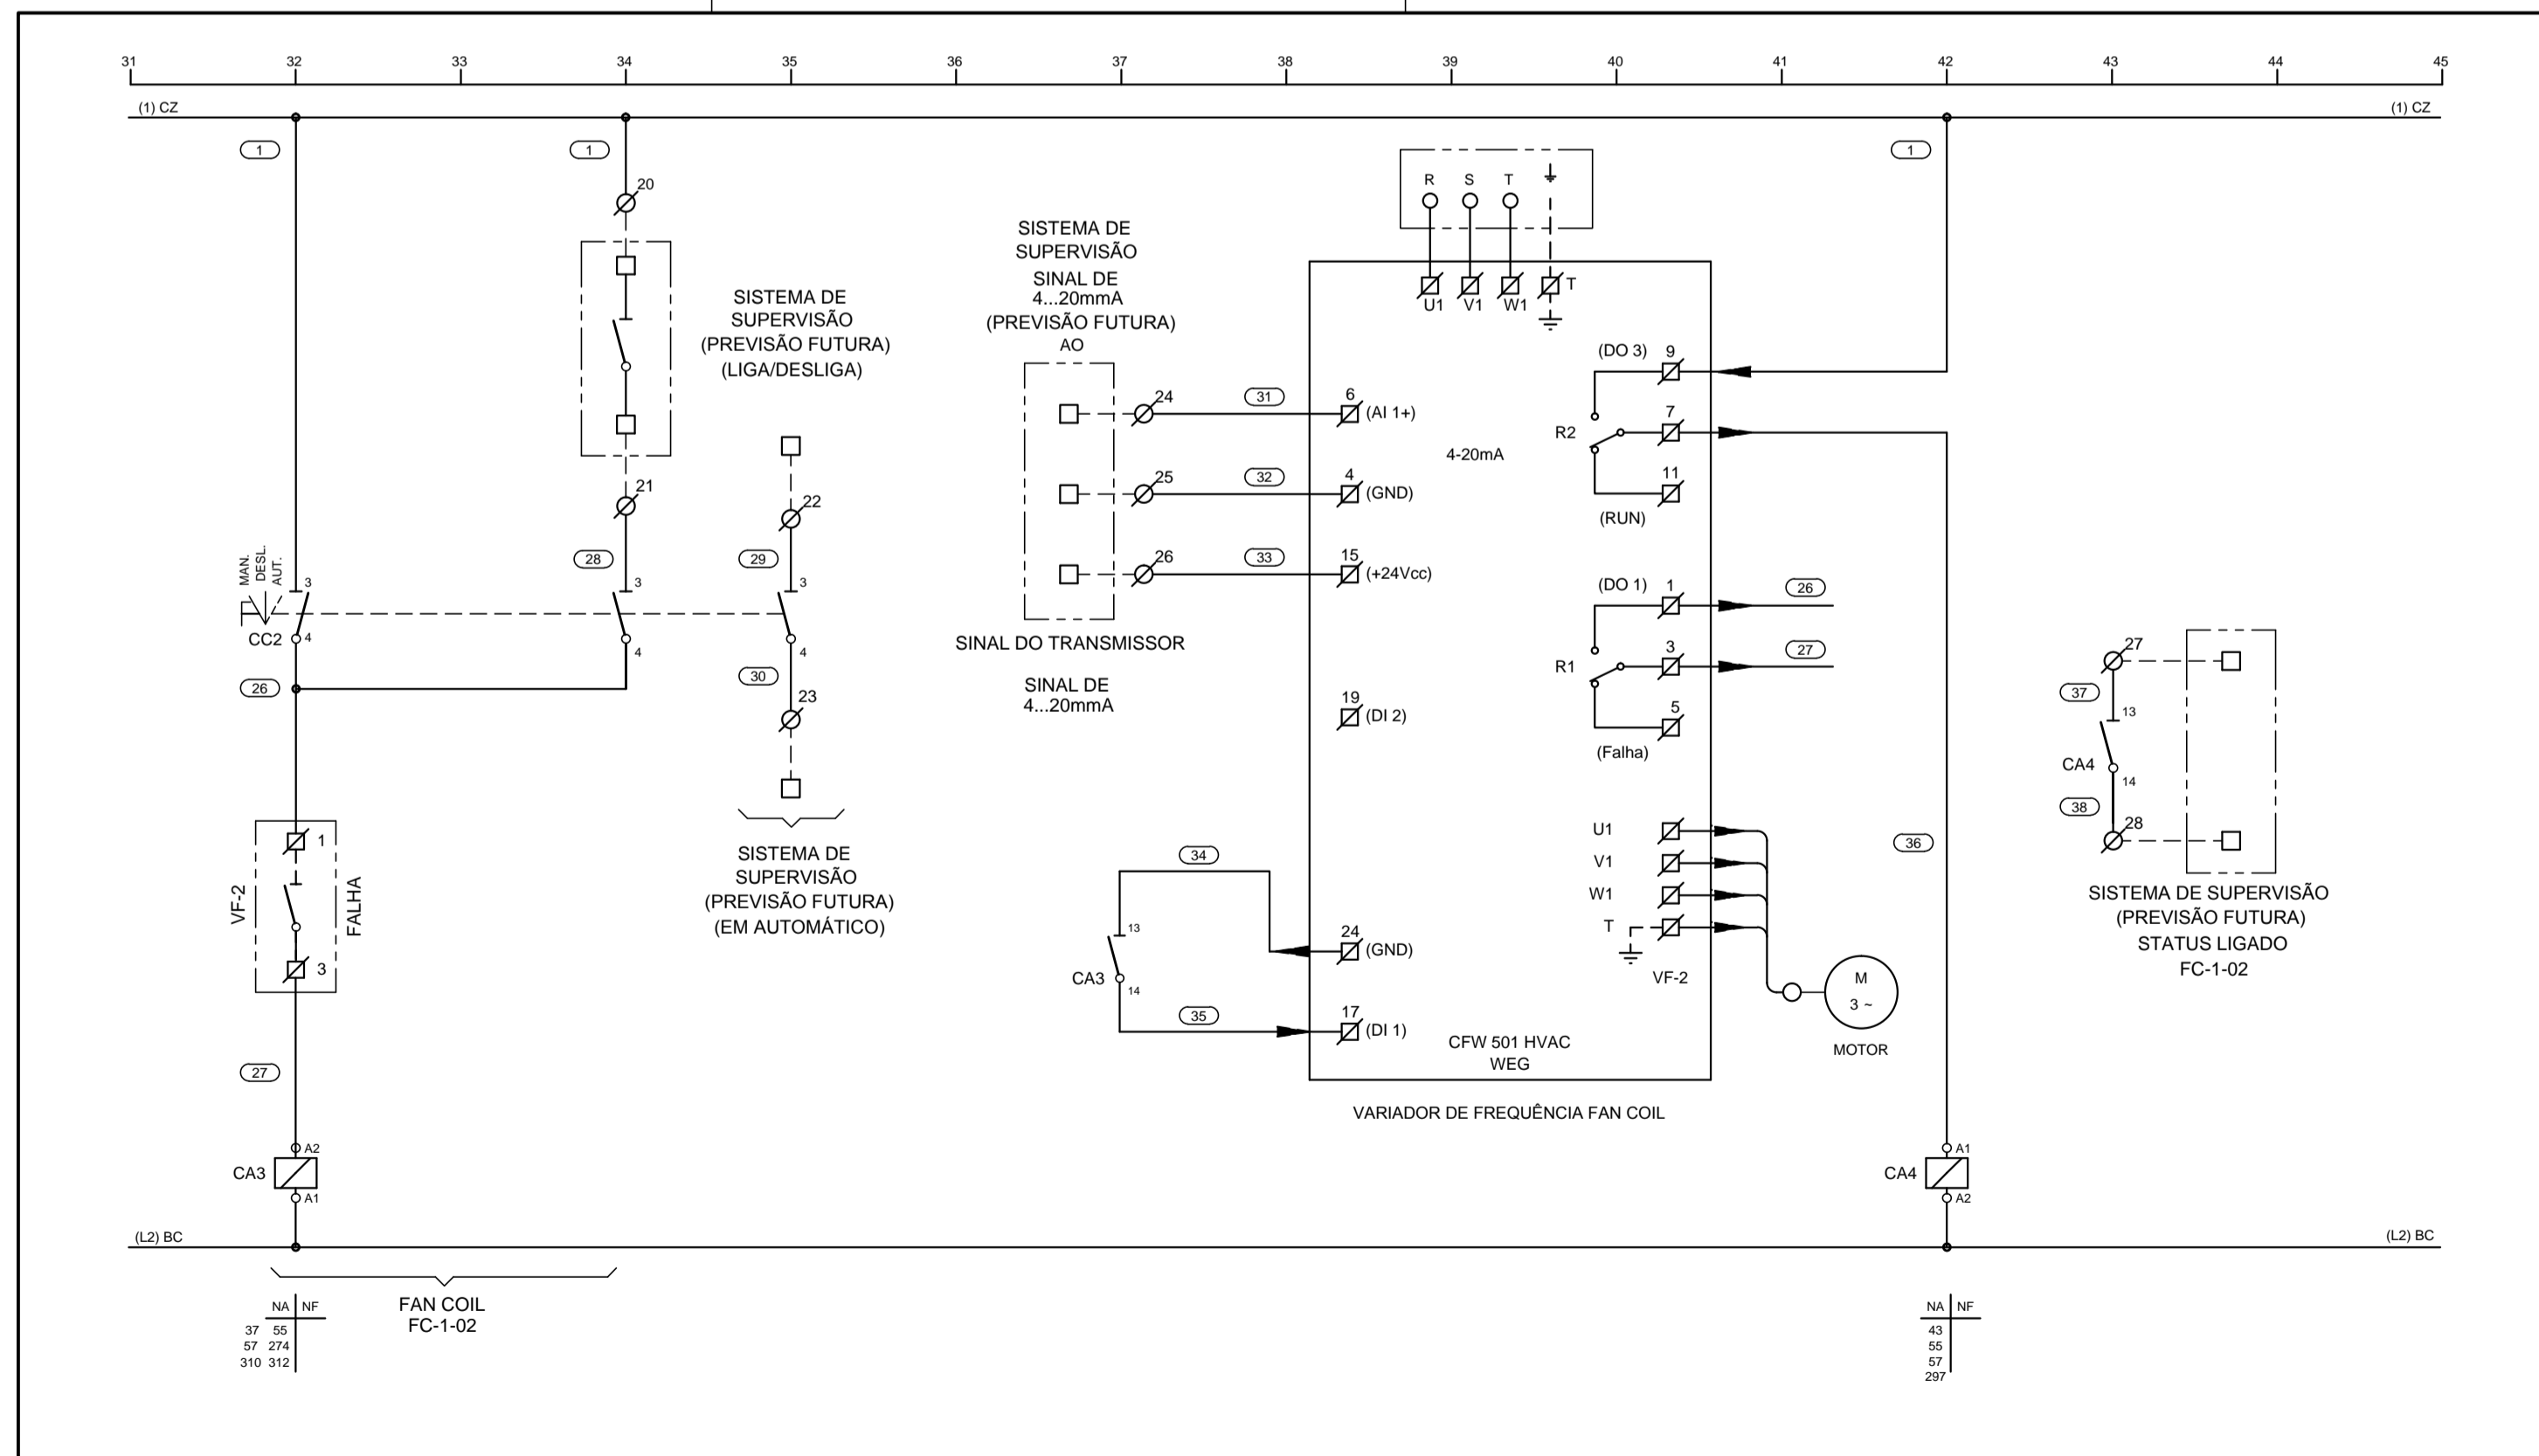 31 32 33 34 35 36 37 38 39 40 41 42 43 44 45
(1) CZ
(1) CZ
1
1
1
20
SISTEMA DE
SUPERVISÃO
(PREVISÃO FUTURA)
(LIGA/DESLIGA)
21
22
28
29
MAN.
DESL.
AUT.
3
3
3
CC2
4
4
4
26
30
23
SISTEMA DE
SUPERVISÃO
(PREVISÃO FUTURA)
(EM AUTOMÁTICO)
VF-2
1
3
FALHA
27
A2
CA3
A1
SISTEMA DE
SUPERVISÃO
SINAL DE
4...20mmA
(PREVISÃO FUTURA)
AO
24
31
25
32
26
33
SINAL DO TRANSMISSOR
SINAL DE
4...20mmA
34
13
CA3
14
35
R S T
U1 V1 W1
T
6
(AI 1+)
4
(GND)
15
(+24Vcc)
19
(DI 2)
24
(GND)
17
(DI 1)
4-20mA
(DO 3) 9
7
R2
11
(RUN)
(DO 1) 1
26
3
27
R1
5
(Falha)
U1
V1
W1
T
VF-2
CFW 501 HVAC
WEG
VARIADOR DE FREQUÊNCIA FAN COIL
M
3 ~
MOTOR
36
A1
CA4
A2
27
37
13
CA4
14
38
28
SISTEMA DE SUPERVISÃO
(PREVISÃO FUTURA)
STATUS LIGADO
FC-1-02
(L2) BC
(L2) BC
FAN COIL
FC-1-02
NA NF
37 55
57 274
310 312
NA NF
43
55
57
297